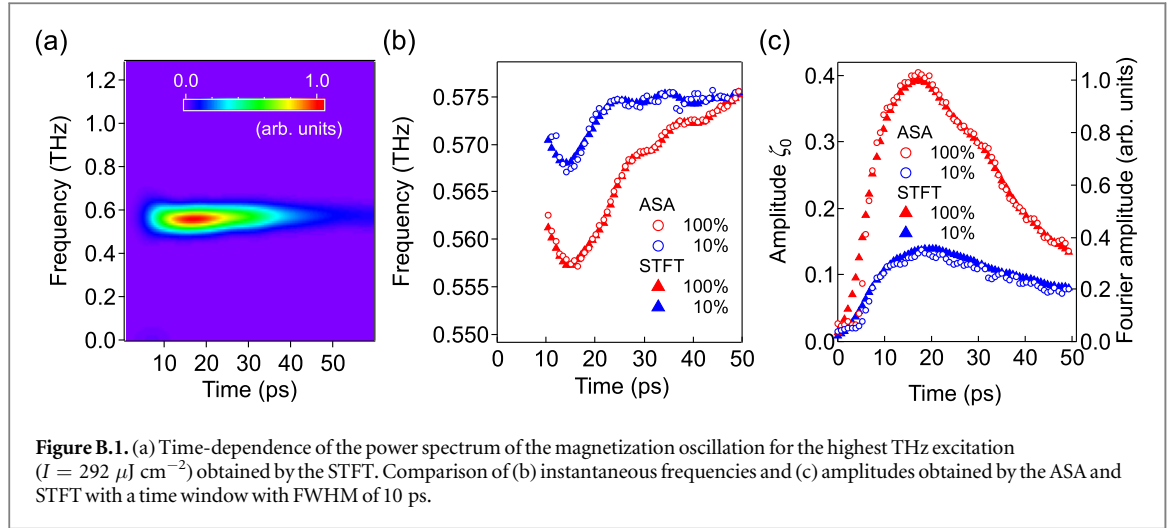 (a)
(b)
(c)
Frequency (THz)
1.2
1.0
0.8
0.6
0.4
0.2
0.0
0.0 1.0
(arb. units)
10 20 30 40 50
Time (ps)
Frequency (THz)
0.575
0.570
0.565
0.560
0.555
0.550
ASA
100%
10%
STFT
100%
10%
0 10 20 30 40 50
Time (ps)
Amplitude ζ₀
0.4
0.3
0.2
0.1
0.0
ASA
100%
10%
STFT
100%
10%
1.0
0.8
0.6
0.4
0.2
0.0
Fourier amplitude (arb. units)
0 10 20 30 40 50
Time (ps)
Figure B.1. (a) Time-dependence of the power spectrum of the magnetization oscillation for the highest THz excitation
(I = 292 μJ cm⁻²) obtained by the STFT. Comparison of (b) instantaneous frequencies and (c) amplitudes obtained by the ASA and
STFT with a time window with FWHM of 10 ps.